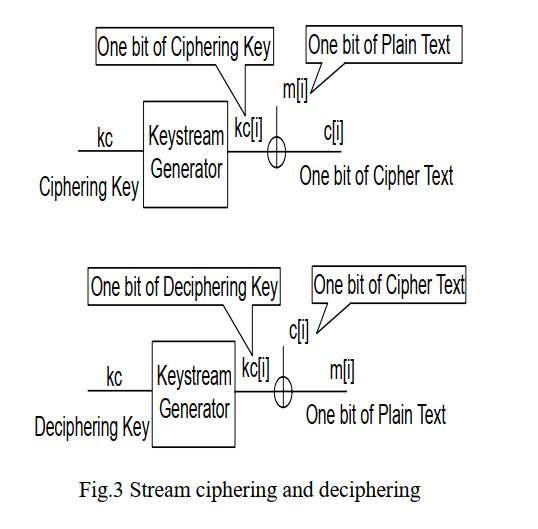 One bit of Ciphering Key
One bit of Plain Text
m[i]
kc
Keystream
Generator
kc[i]
c[i]
Ciphering Key
One bit of Cipher Text
One bit of Deciphering Key
One bit of Cipher Text
c[i]
kc
Keystream
Generator
kc[i]
m[i]
Deciphering Key
One bit of Plain Text
Fig.3 Stream ciphering and deciphering